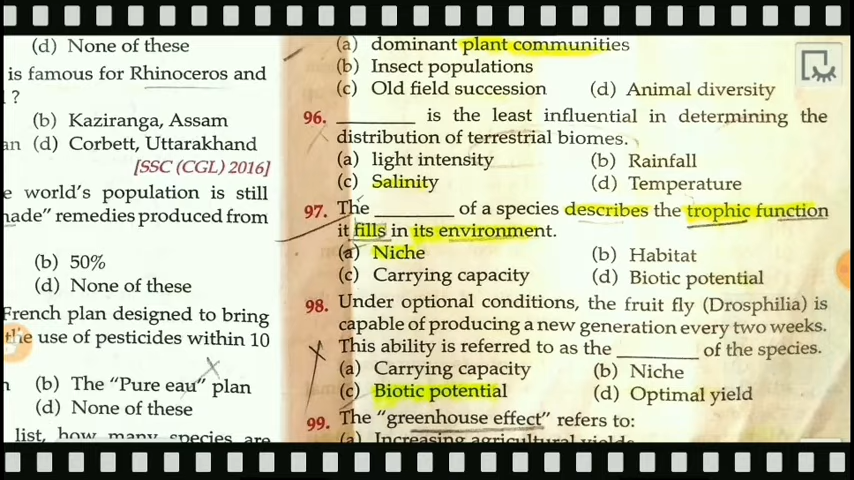 (d) None of these
is famous for Rhinoceros and
?
(b) Kaziranga, Assam
an (d) Corbett, Uttarakhand
[SSC (CGL) 2016]
e world's population is still
nade" remedies produced from
(b) 50%
(d) None of these
French plan designed to bring
the use of pesticides within 10
(b) The "Pure eau" plan
(d) None of these
list, how many species are
(a) dominant plant communities
(b) Insect populations
(c) Old field succession (d) Animal diversity
96. ________ is the least influential in determining the
distribution of terrestrial biomes.
(a) light intensity (b) Rainfall
(c) Salinity (d) Temperature
97. The ________ of a species describes the trophic function
it fills in its environment.
(a) Niche (b) Habitat
(c) Carrying capacity (d) Biotic potential
98. Under optional conditions, the fruit fly (Drosphilia) is
capable of producing a new generation every two weeks.
This ability is referred to as the ________ of the species.
(a) Carrying capacity (b) Niche
(c) Biotic potential (d) Optimal yield
99. The "greenhouse effect" refers to:
(a) Increasing agricultural yields